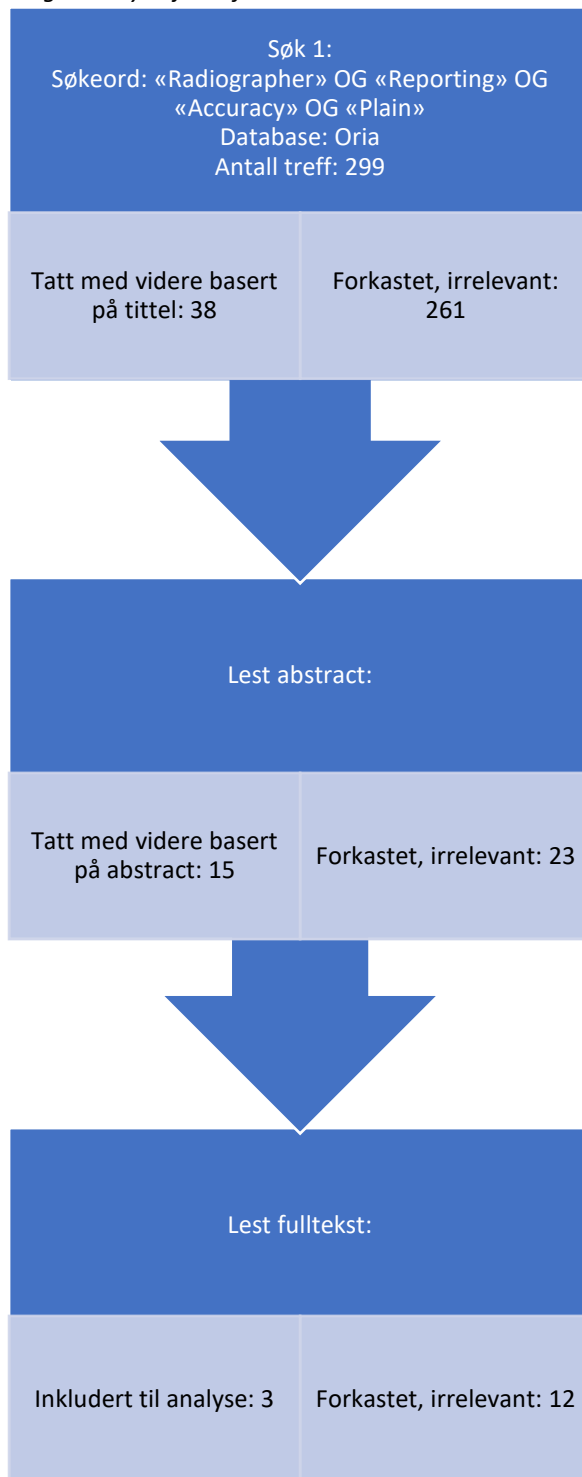 Søk 1:
Søkeord: «Radiographer» OG «Reporting» OG
«Accuracy» OG «Plain»
Database: Oria
Antall treff: 299
Tatt med videre basert
på tittel: 38
Forkastet, irrelevant:
261
Lest abstract:
Tatt med videre basert
på abstract: 15
Forkastet, irrelevant: 23
Lest fulltekst:
Inkludert til analyse: 3
Forkastet, irrelevant: 12